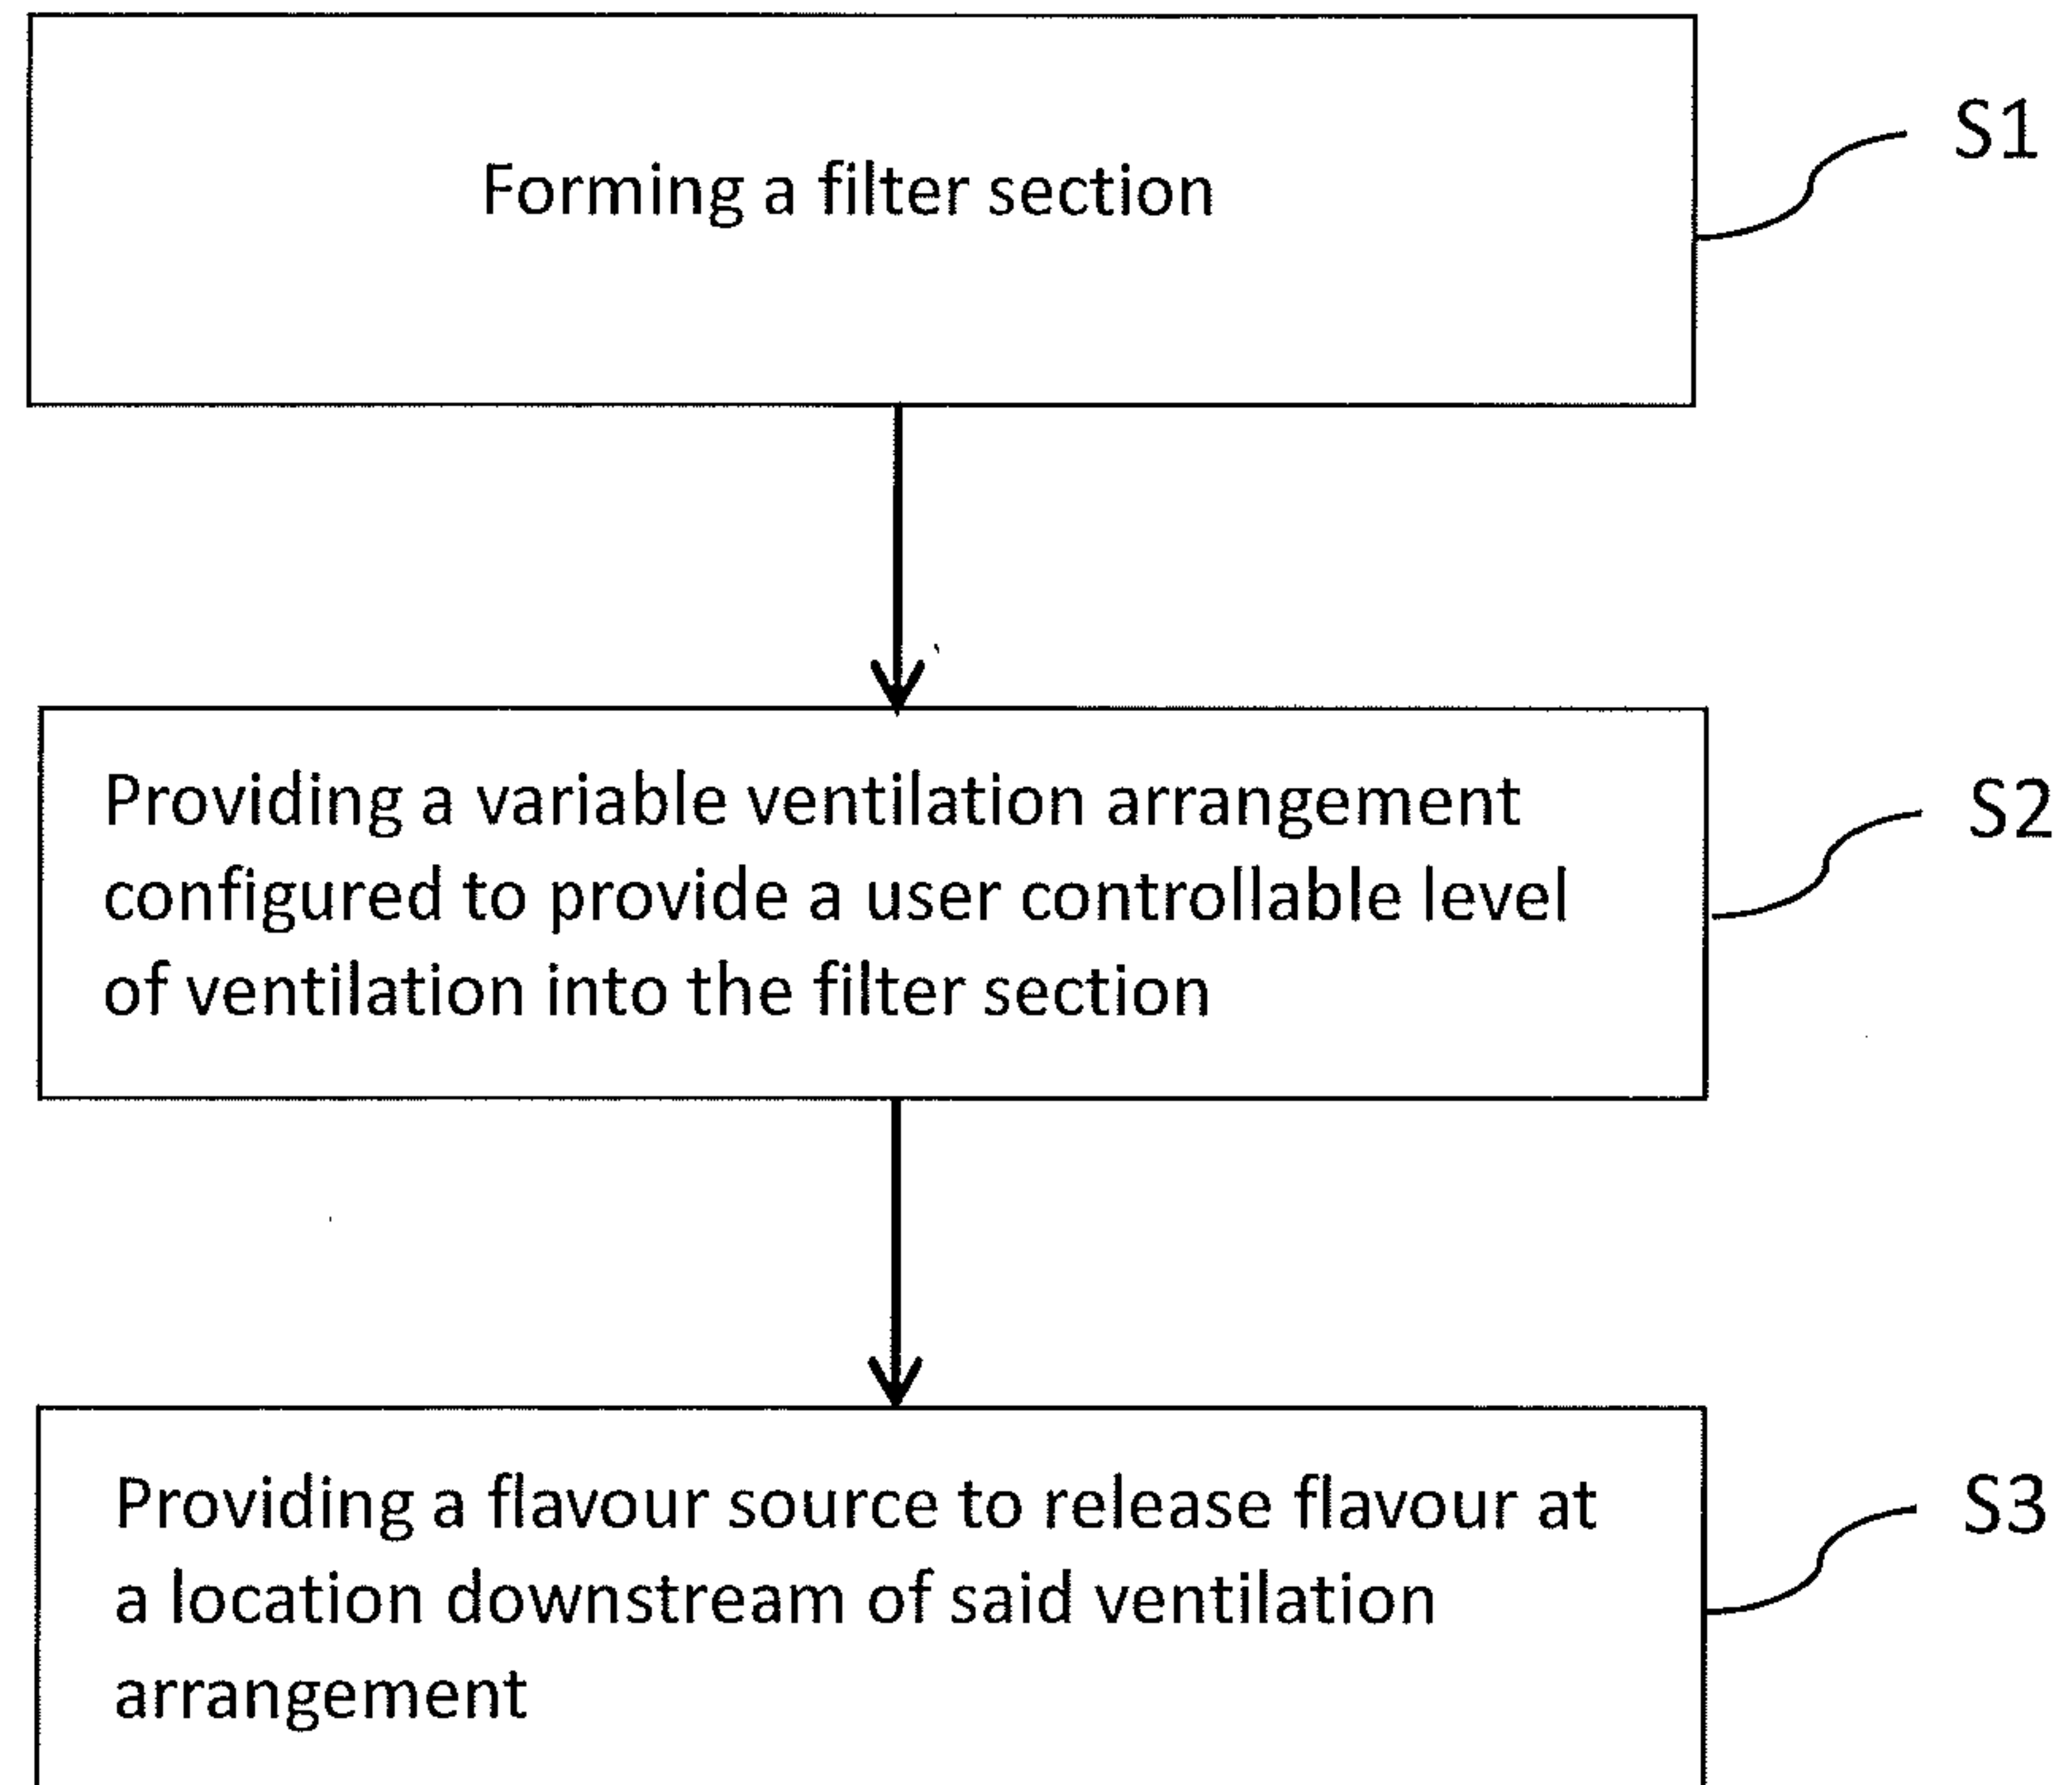 Forming a filter section
S1
Providing a variable ventilation arrangement
configured to provide a user controllable level
of ventilation into the filter section
S2
Providing a flavour source to release flavour at
a location downstream of said ventilation
arrangement
S3